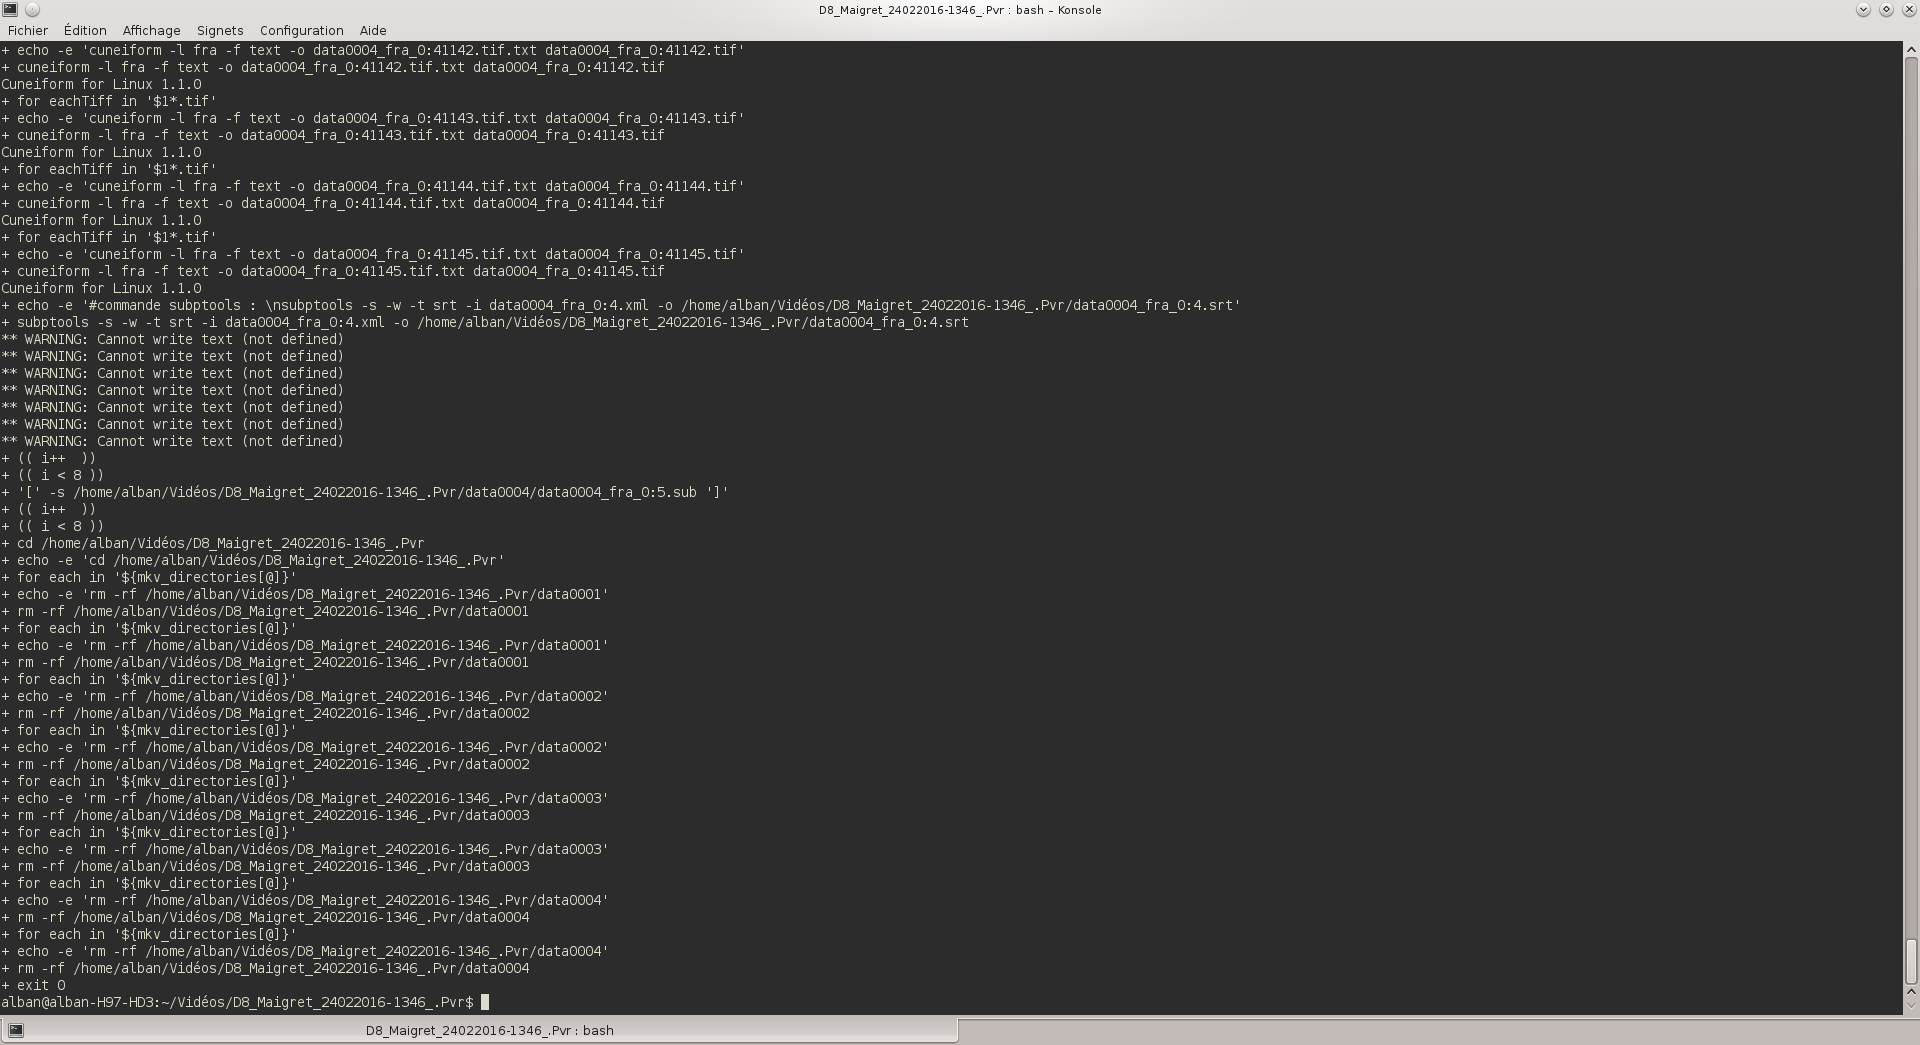 D8_Maigret_24022016-1346_.Pvr : bash – Konsole
Fichier Édition Affichage Signets Configuration Aide
+ echo -e 'cuneiform -l fra -f text -o data0004_fra_0:41142.tif.txt data0004_fra_0:41142.tif'
+ cuneiform -l fra -f text -o data0004_fra_0:41142.tif.txt data0004_fra_0:41142.tif
Cuneiform for Linux 1.1.0
+ for eachTiff in '$1*.tif'
+ echo -e 'cuneiform -l fra -f text -o data0004_fra_0:41143.tif.txt data0004_fra_0:41143.tif'
+ cuneiform -l fra -f text -o data0004_fra_0:41143.tif.txt data0004_fra_0:41143.tif
Cuneiform for Linux 1.1.0
+ for eachTiff in '$1*.tif'
+ echo -e 'cuneiform -l fra -f text -o data0004_fra_0:41144.tif.txt data0004_fra_0:41144.tif'
+ cuneiform -l fra -f text -o data0004_fra_0:41144.tif.txt data0004_fra_0:41144.tif
Cuneiform for Linux 1.1.0
+ for eachTiff in '$1*.tif'
+ echo -e 'cuneiform -l fra -f text -o data0004_fra_0:41145.tif.txt data0004_fra_0:41145.tif'
+ cuneiform -l fra -f text -o data0004_fra_0:41145.tif.txt data0004_fra_0:41145.tif
Cuneiform for Linux 1.1.0
+ echo -e '#commande subptools : \nsubptools -s -w -t srt -i data0004_fra_0:4.xml -o /home/alban/Vidéos/D8_Maigret_24022016-1346_.Pvr/data0004_fra_0:4.srt'
+ subptools -s -w -t srt -i data0004_fra_0:4.xml -o /home/alban/Vidéos/D8_Maigret_24022016-1346_.Pvr/data0004_fra_0:4.srt
** WARNING: Cannot write text (not defined)
** WARNING: Cannot write text (not defined)
** WARNING: Cannot write text (not defined)
** WARNING: Cannot write text (not defined)
** WARNING: Cannot write text (not defined)
** WARNING: Cannot write text (not defined)
** WARNING: Cannot write text (not defined)
+ (( i++  ))
+ (( i < 8 ))
+ '[' -s /home/alban/Vidéos/D8_Maigret_24022016-1346_.Pvr/data0004/data0004_fra_0:5.sub ']'
+ (( i++  ))
+ (( i < 8 ))
+ cd /home/alban/Vidéos/D8_Maigret_24022016-1346_.Pvr
+ echo -e 'cd /home/alban/Vidéos/D8_Maigret_24022016-1346_.Pvr'
+ for each in '${mkv_directories[@]}'
+ echo -e 'rm -rf /home/alban/Vidéos/D8_Maigret_24022016-1346_.Pvr/data0001'
+ rm -rf /home/alban/Vidéos/D8_Maigret_24022016-1346_.Pvr/data0001
+ for each in '${mkv_directories[@]}'
+ echo -e 'rm -rf /home/alban/Vidéos/D8_Maigret_24022016-1346_.Pvr/data0001'
+ rm -rf /home/alban/Vidéos/D8_Maigret_24022016-1346_.Pvr/data0001
+ for each in '${mkv_directories[@]}'
+ echo -e 'rm -rf /home/alban/Vidéos/D8_Maigret_24022016-1346_.Pvr/data0002'
+ rm -rf /home/alban/Vidéos/D8_Maigret_24022016-1346_.Pvr/data0002
+ for each in '${mkv_directories[@]}'
+ echo -e 'rm -rf /home/alban/Vidéos/D8_Maigret_24022016-1346_.Pvr/data0002'
+ rm -rf /home/alban/Vidéos/D8_Maigret_24022016-1346_.Pvr/data0002
+ for each in '${mkv_directories[@]}'
+ echo -e 'rm -rf /home/alban/Vidéos/D8_Maigret_24022016-1346_.Pvr/data0003'
+ rm -rf /home/alban/Vidéos/D8_Maigret_24022016-1346_.Pvr/data0003
+ for each in '${mkv_directories[@]}'
+ echo -e 'rm -rf /home/alban/Vidéos/D8_Maigret_24022016-1346_.Pvr/data0003'
+ rm -rf /home/alban/Vidéos/D8_Maigret_24022016-1346_.Pvr/data0003
+ for each in '${mkv_directories[@]}'
+ echo -e 'rm -rf /home/alban/Vidéos/D8_Maigret_24022016-1346_.Pvr/data0004'
+ rm -rf /home/alban/Vidéos/D8_Maigret_24022016-1346_.Pvr/data0004
+ for each in '${mkv_directories[@]}'
+ echo -e 'rm -rf /home/alban/Vidéos/D8_Maigret_24022016-1346_.Pvr/data0004'
+ rm -rf /home/alban/Vidéos/D8_Maigret_24022016-1346_.Pvr/data0004
+ exit 0
alban@alban-H97-HD3:~/Vidéos/D8_Maigret_24022016-1346_.Pvr$
D8_Maigret_24022016-1346_.Pvr : bash